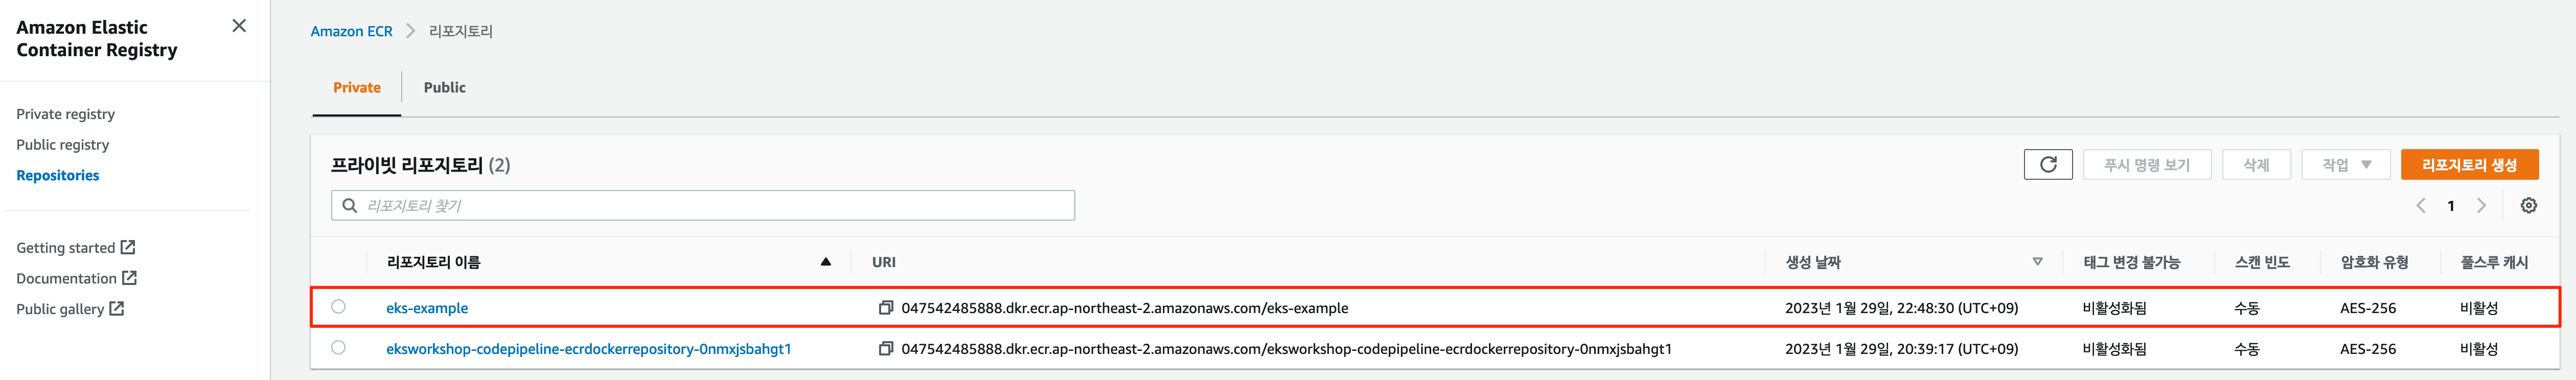 Amazon Elastic
Container Registry
Private registry
Public registry
Repositories
Getting started
Documentation
Public gallery
Amazon ECR 리포지토리
Private Public
프라이빗 리포지토리 (2)
푸시 명령 보기 삭제 작업 리포지토리 생성
리포지토리 찾기
1
리포지토리 이름 URI 생성 날짜 태그 변경 불가능 스캔 빈도 암호화 유형 풀스루 캐시
eks-example 047542485888.dkr.ecr.ap-northeast-2.amazonaws.com/eks-example 2023년 1월 29일, 22:48:30 (UTC+09) 비활성화됨 수동 AES-256 비활성
eksworkshop-codepipeline-ecrdockerrepository-0nmxjsbahgt1 047542485888.dkr.ecr.ap-northeast-2.amazonaws.com/eksworkshop-codepipeline-ecrdockerrepository-0nmxjsbahgt1 2023년 1월 29일, 20:39:17 (UTC+09) 비활성화됨 수동 AES-256 비활성